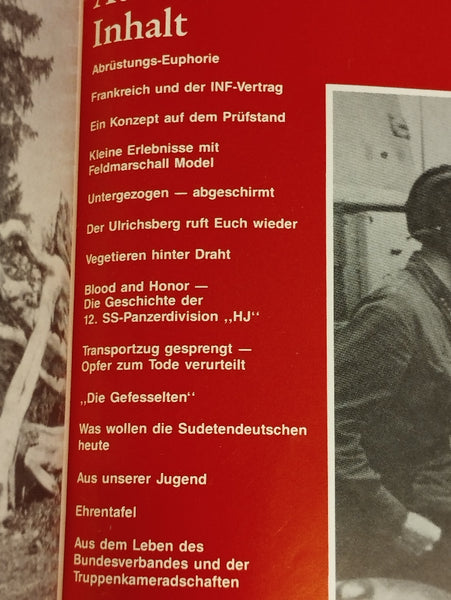 Inhalt
Abrüstungs-Euphorie
Frankreich und der INF-Vertrag
Ein Konzept auf dem Prüfstand
Kleine Erlebnisse mit
Feldmarschall Model
Untergezogen — abgeschirmt
Der Ulrichsberg ruft Euch wieder
Vegetieren hinter Draht
Blood and Honor —
Die Geschichte der
12. SS-Panzerdivision ,,HJ‘‘
Transportzug gesprengt —
Opfer zum Tode verurteilt
,,Die Gefesselten‘‘
Was wollen die Sudetendeutschen
heute
Aus unserer Jugend
Ehrentafel
Aus dem Leben des
Bundesverbandes und der
Truppenkameradschaften